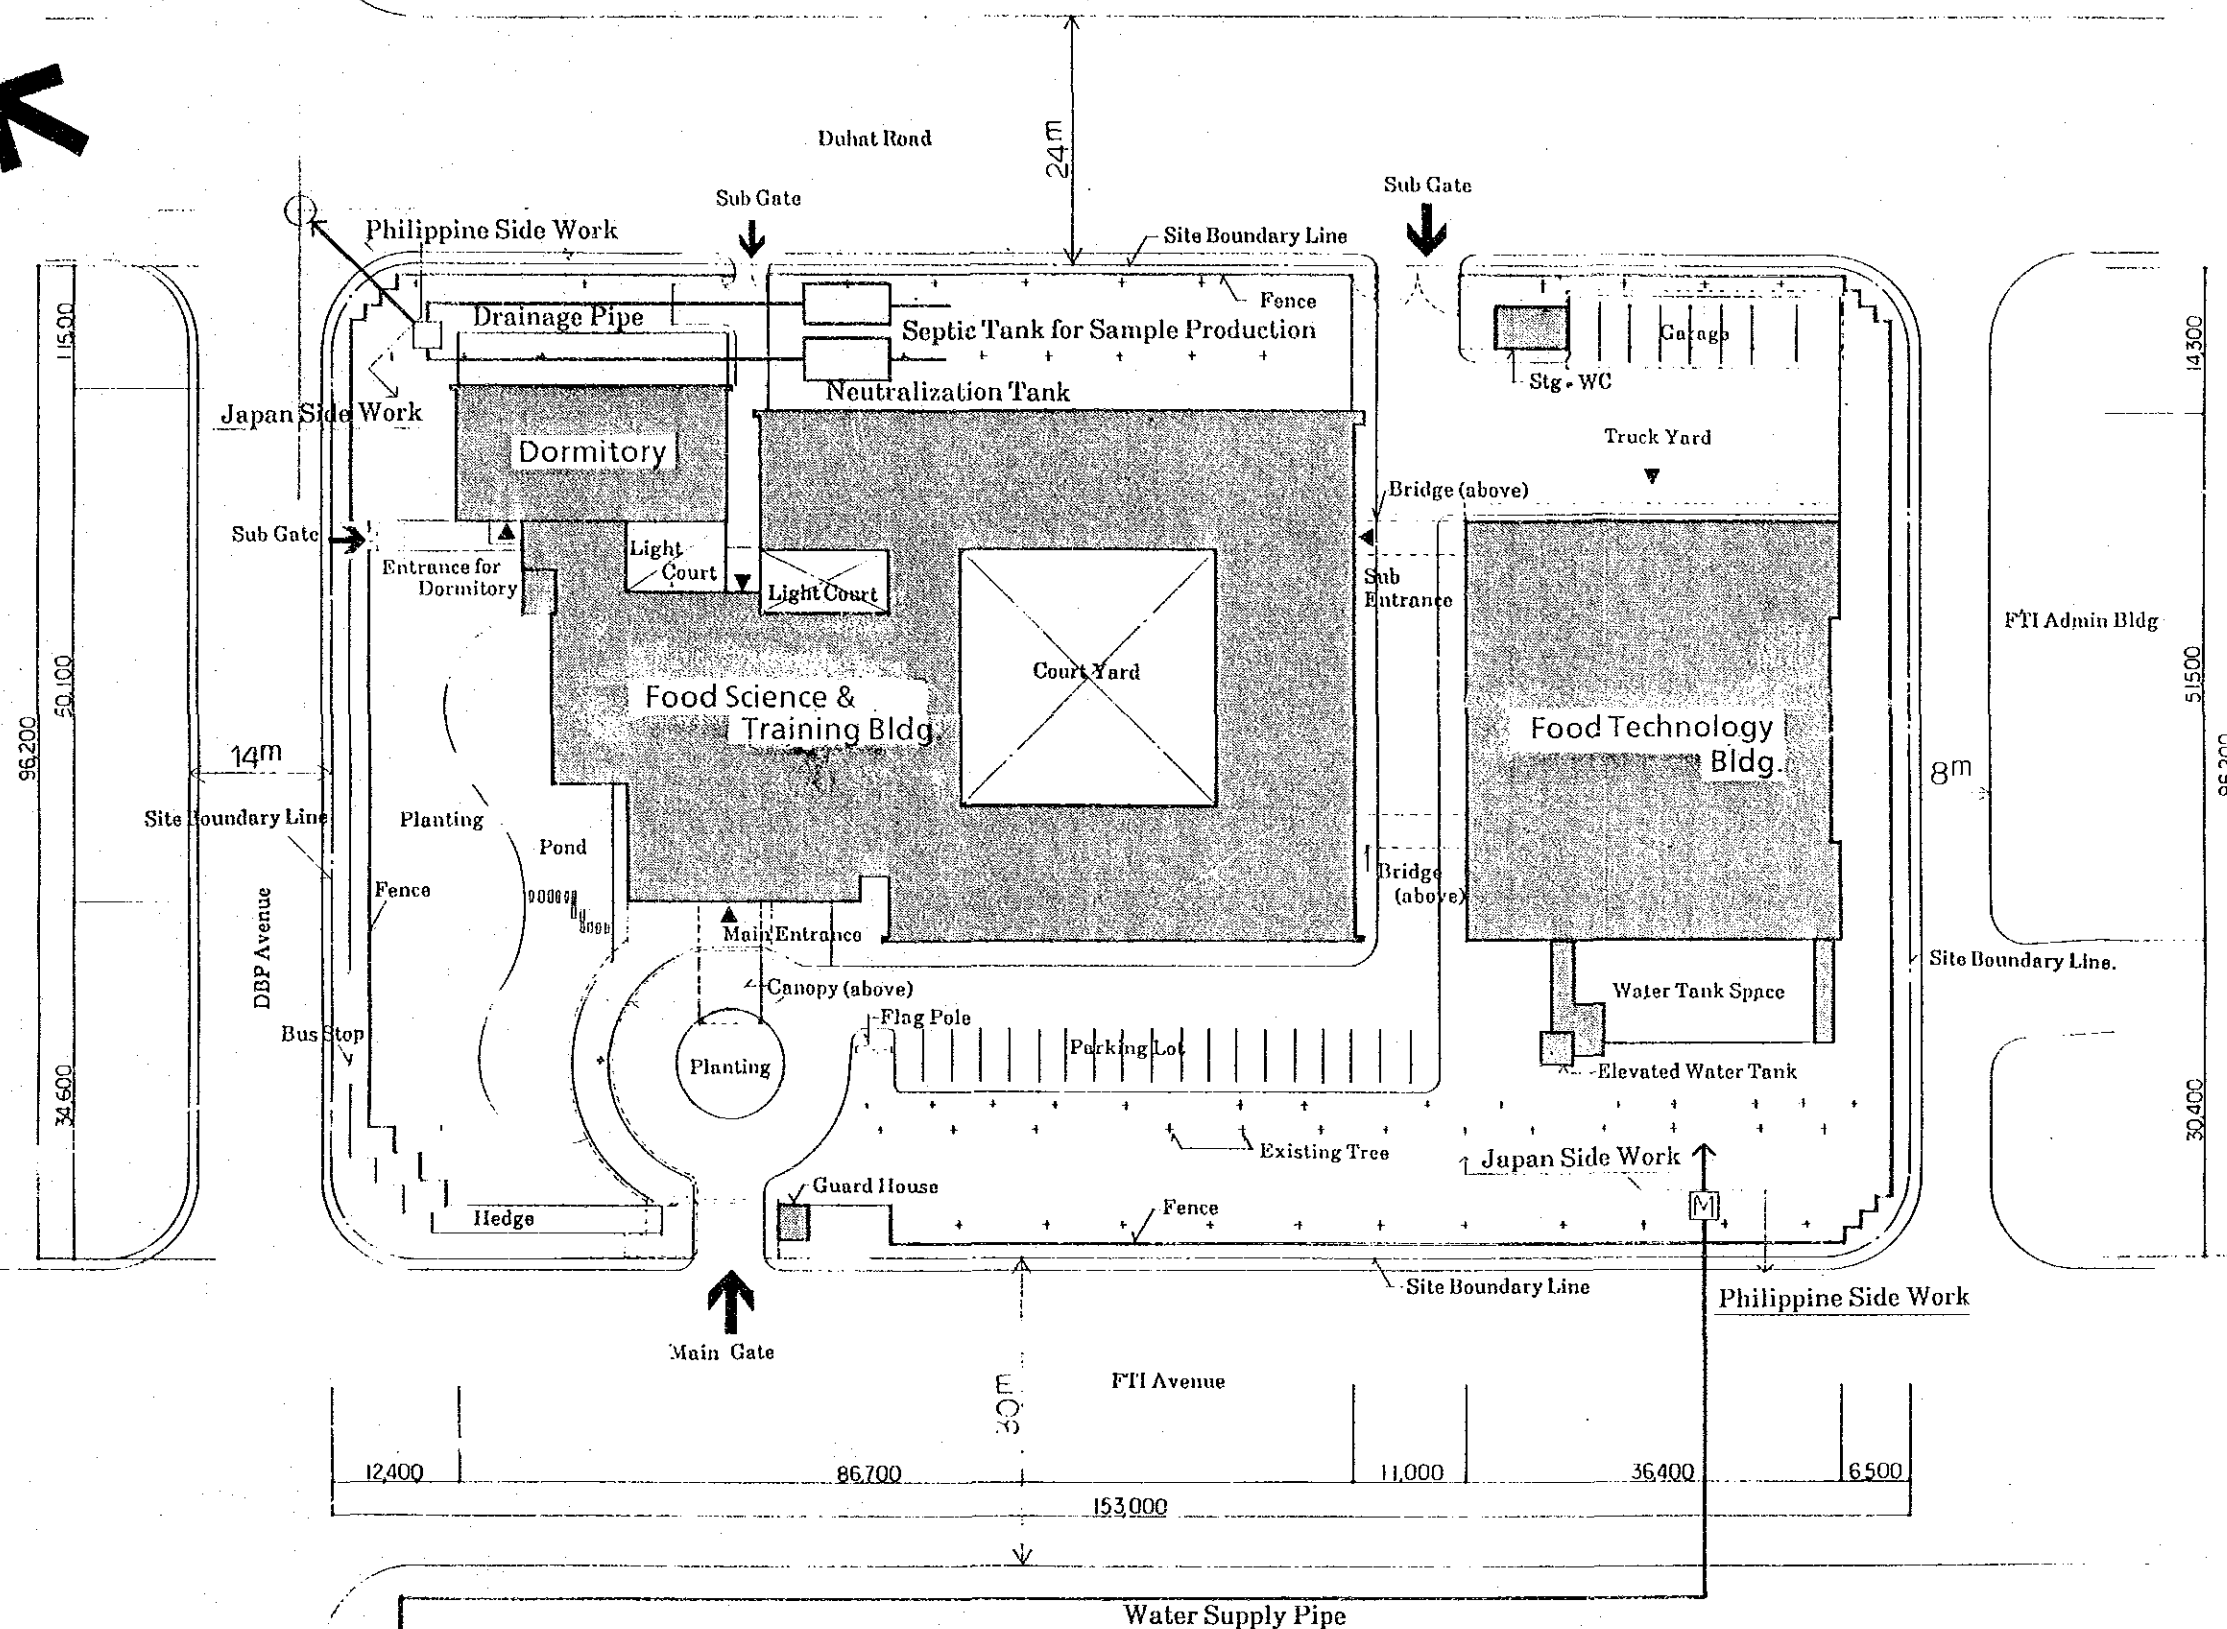 24m
Duhat Road
Sub Gate
Sub Gate
Philippine Side Work
Site Boundary Line
Fence
Drainage Pipe
Septic Tank for Sample Production
Garage
Stg. WC
Neutralization Tank
Japan Side Work
11,500
14,300
Truck Yard
Dormitory
Bridge (above)
Sub Gate
Entrance for
Dormitory
Light
Court
Light Court
Sub
Entrance
FTI Admin Bldg
Court Yard
50,100
51,500
96,200
96,200
Food Science &
Training Bldg.
Food Technology
Bldg.
14m
8m
Site Boundary Line
Planting
Pond
Fence
Bridge
(above)
DBP Avenue
Main Entrance
Site Boundary Line.
Canopy (above)
Water Tank Space
Flag Pole
Bus Stop
Parking Lot
Planting
Elevated Water Tank
34,600
30,400
Existing Tree
Japan Side Work
Guard House
Fence
Hedge
M
Site Boundary Line
Philippine Side Work
Main Gate
FTI Avenue
30m
12,400
86,700
11,000
36,400
6,500
153,000
Water Supply Pipe